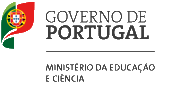 GOVERNO DE
PORTUGAL
MINISTÉRIO DA EDUCAÇÃO
E CIÊNCIA